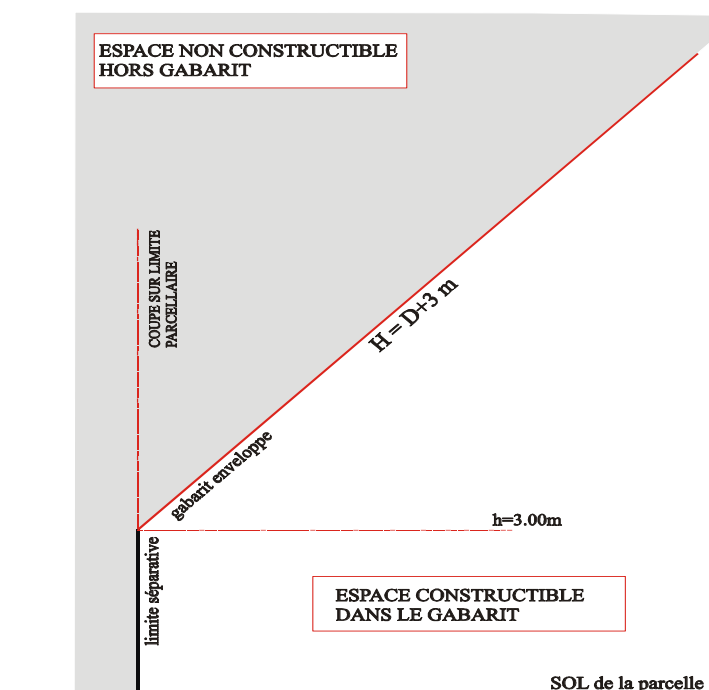 ESPACE NON CONSTRUCTIBLE
HORS GABARIT
COUPE SUR LIMITE
PARCELLAIRE
H = D+3 m
gabarit enveloppe
h=3.00m
limite séparative
ESPACE CONSTRUCTIBLE
DANS LE GABARIT
SOL de la parcelle